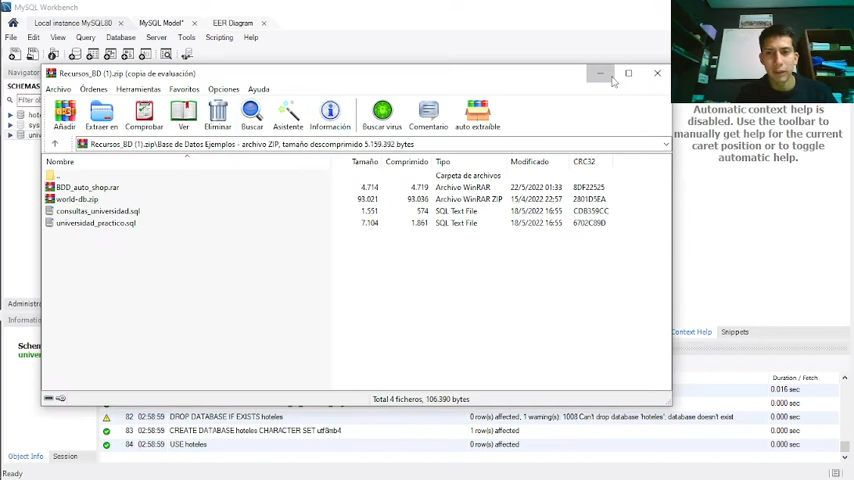 MySQL Workbench
Local instance MySQL80 × MySQL Model* × EER Diagram ×
File Edit View Query Database Server Tools Scripting Help
Navigator
SCHEMAS
Filter obj
Recursos_BD (1).zip (copia de evaluación)
Archivo Órdenes Herramientas Favoritos Opciones Ayuda
Añadir Extraer en Comprobar Ver Eliminar Buscar Asistente Información Buscar virus Comentario auto extraíble
Recursos_BD (1).zip\Base de Datos Ejemplos - archivo ZIP, tamaño descomprimido 5.159.392 bytes
Nombre Tamaño Comprimido Tipo Modificado CRC32
.. Carpeta de archivos
BDD_auto_shop.rar 4.714 4.719 Archivo WinRAR 22/5/2022 01:33 8DF22525
world-db.zip 93.021 93.036 Archivo WinRAR ZIP 15/4/2022 22:57 2801D5EA
consultas_universidad.sql 1.551 574 SQL Text File 18/5/2022 16:55 CDB359CC
universidad_practico.sql 7.104 1.861 SQL Text File 18/5/2022 16:55 6702C89D
Total 4 ficheros, 106.390 bytes
Automatic context help is
disabled. Use the toolbar to
manually get help for the
current caret position or to
toggle automatic help.
Administra
Informatio
Schem
univer
Context Help Snippets
Duration / Fetch
0.016 sec
0.000 sec
82 02:58:59 DROP DATABASE IF EXISTS hoteles 0 row(s) affected, 1 warning(s): 1008 Can't drop database 'hoteles'; database doesn't exist 0.000 sec
83 02:58:59 CREATE DATABASE hoteles CHARACTER SET utf8mb4 1 row(s) affected 0.000 sec
84 02:58:59 USE hoteles 0 row(s) affected 0.000 sec
Object Info Session
Ready